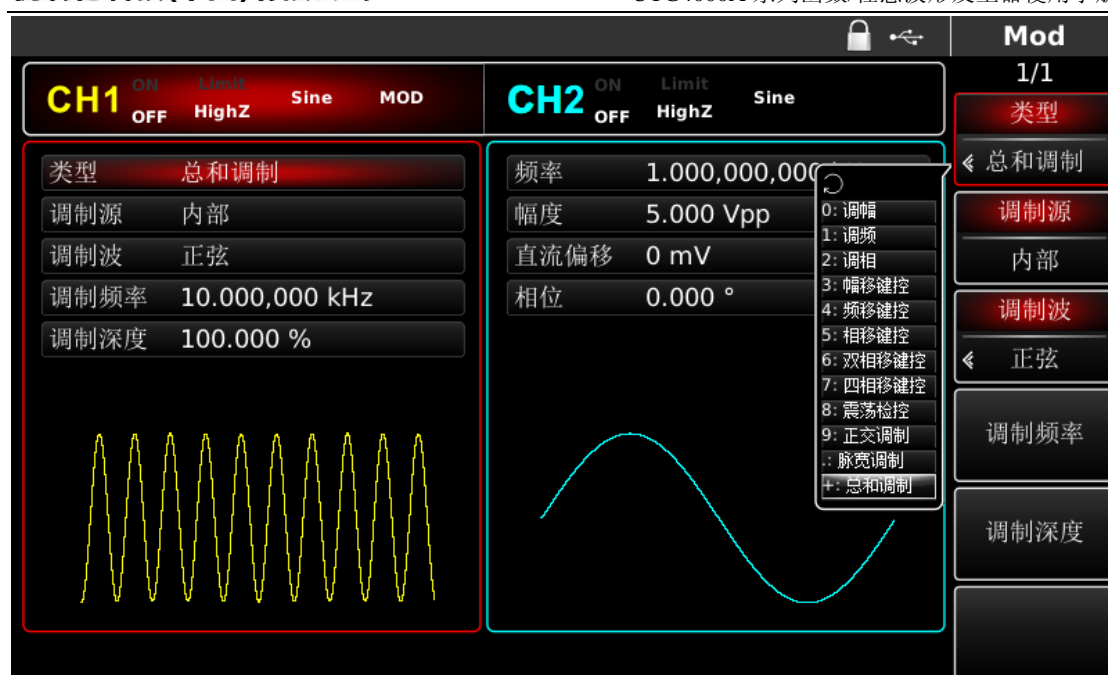 Mod
1/1
CH1 ON OFF Limit HighZ Sine MOD
CH2 ON OFF Limit HighZ Sine
类型
总和调制
类型 总和调制
调制源 内部
调制波 正弦
调制频率 10.000,000 kHz
调制深度 100.000 %
频率 1.000,000,000
幅度 5.000 Vpp
直流偏移 0 mV
相位 0.000 °
0: 调幅
1: 调频
2: 调相
3: 幅移键控
4: 频移键控
5: 相移键控
6: 双相移键控
7: 四相移键控
8: 震荡检控
9: 正交调制
.: 脉宽调制
+: 总和调制
调制源
内部
调制波
正弦
调制频率
调制深度